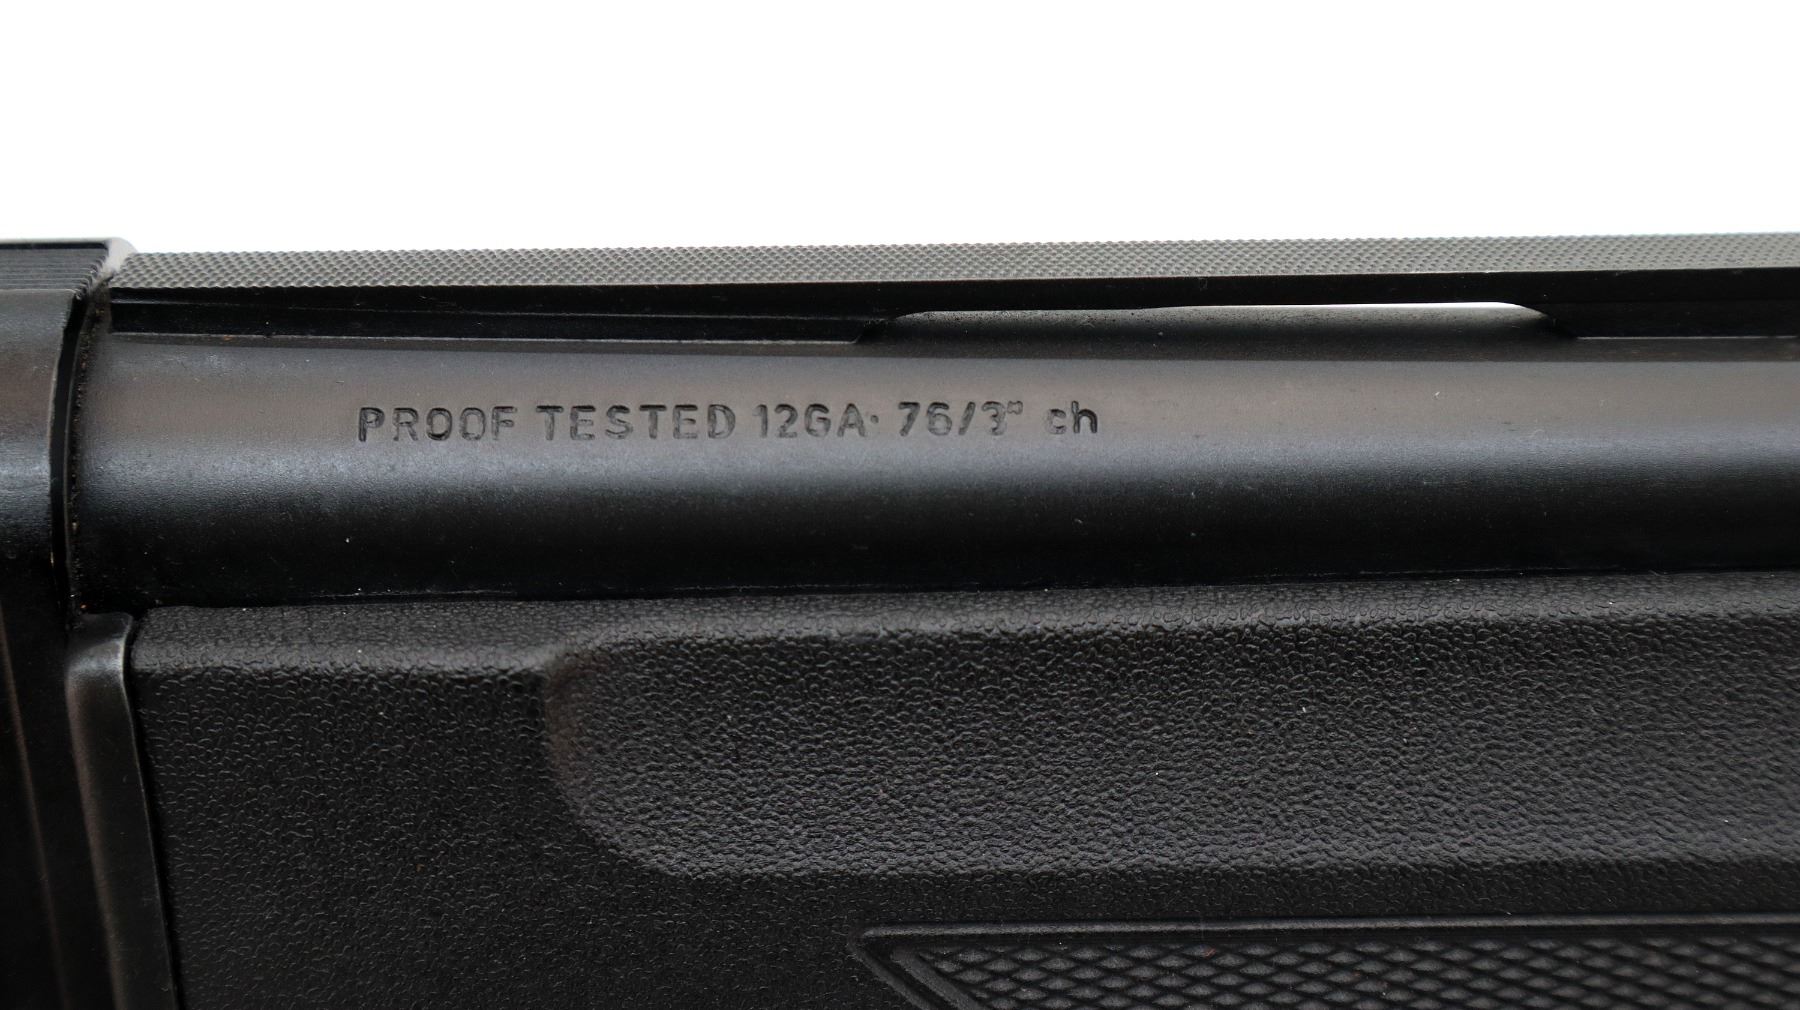 PROOF TESTED 12GA· 76/3" ch